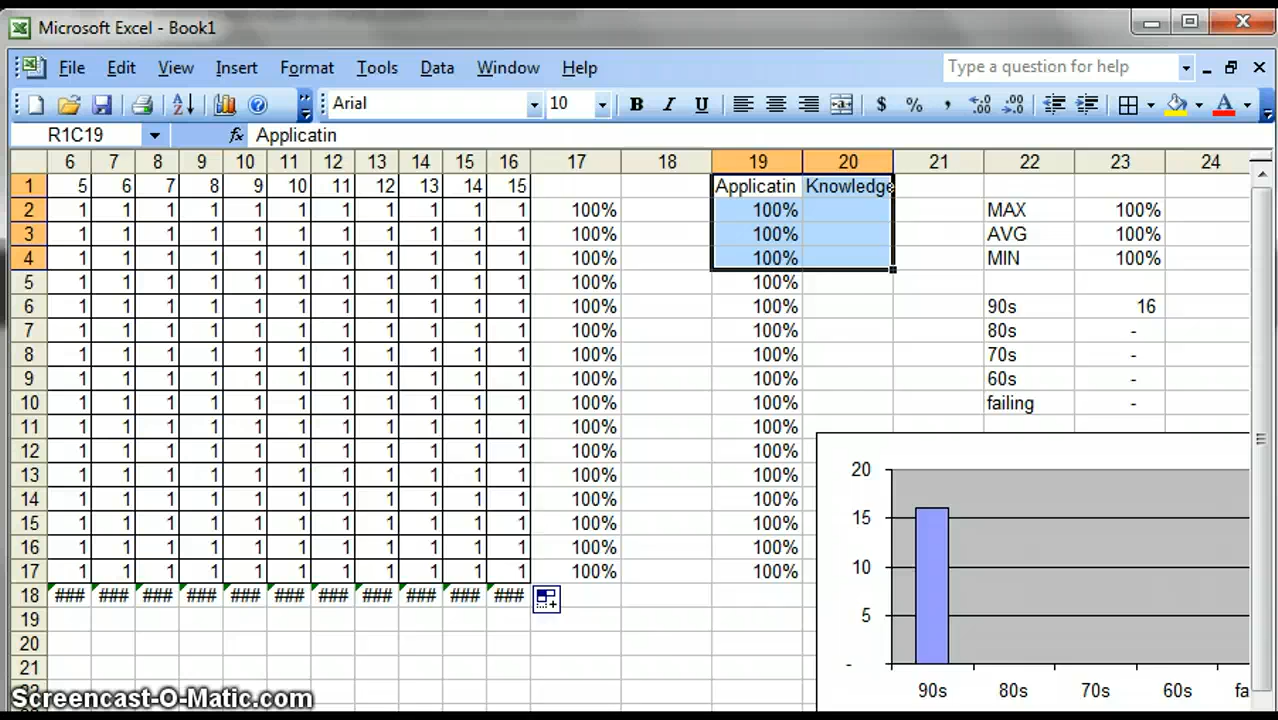 Microsoft Excel - Book1
File Edit View Insert Format Tools Data Window Help Type a question for help
Arial 10 B I U $ % ,
R1C19 fx Applicatin
6 7 8 9 10 11 12 13 14 15 16 17 18 19 20 21 22 23 24
1 5 6 7 8 9 10 11 12 13 14 15 Applicatin Knowledge
2 1 1 1 1 1 1 1 1 1 1 1 100% 100% MAX 100%
3 1 1 1 1 1 1 1 1 1 1 1 100% 100% AVG 100%
4 1 1 1 1 1 1 1 1 1 1 1 100% 100% MIN 100%
5 1 1 1 1 1 1 1 1 1 1 1 100% 100%
6 1 1 1 1 1 1 1 1 1 1 1 100% 100% 90s 16
7 1 1 1 1 1 1 1 1 1 1 1 100% 100% 80s -
8 1 1 1 1 1 1 1 1 1 1 1 100% 100% 70s -
9 1 1 1 1 1 1 1 1 1 1 1 100% 100% 60s -
10 1 1 1 1 1 1 1 1 1 1 1 100% 100% failing -
11 1 1 1 1 1 1 1 1 1 1 1 100% 100%
12 1 1 1 1 1 1 1 1 1 1 1 100% 100%
13 1 1 1 1 1 1 1 1 1 1 1 100% 100% 20
14 1 1 1 1 1 1 1 1 1 1 1 100% 100%
15 1 1 1 1 1 1 1 1 1 1 1 100% 100% 15
16 1 1 1 1 1 1 1 1 1 1 1 100% 100%
17 1 1 1 1 1 1 1 1 1 1 1 100% 100% 10
18 ### ### ### ### ### ### ### ### ### ### ###
19 5
20
21 -
90s 80s 70s 60s fa
Screencast-O-Matic.com